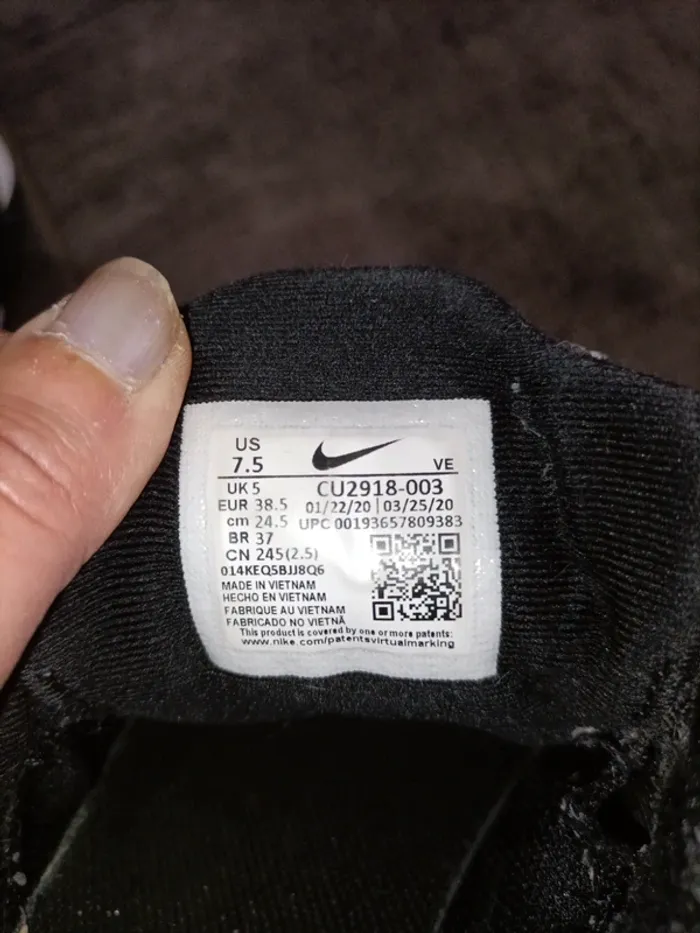 US
7.5
VE
UK 5
CU2918-003
EUR 38.5
01/22/20 | 03/25/20
cm 24.5
UPC 00193657809383
BR 37
CN 245(2.5)
014KEQ5BJJ8Q6
MADE IN VIETNAM
HECHO EN VIETNAM
FABRIQUE AU VIETNAM
FABRICADO NO VIETNÃ
This product is covered by one or more patents:
www.nike.com/patentsvirtualmarking